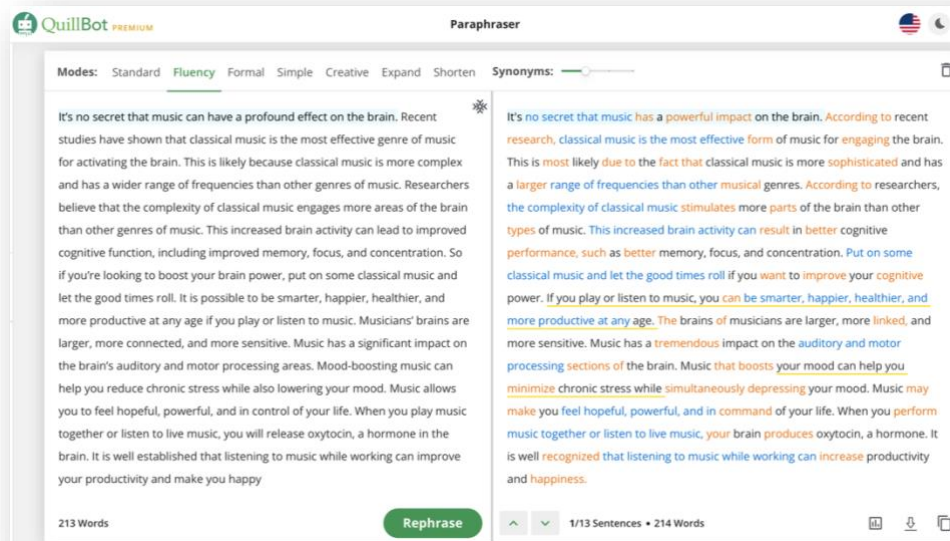 QuillBot PREMIUM
Paraphraser
Modes: Standard Fluency Formal Simple Creative Expand Shorten Synonyms:
It's no secret that music can have a profound effect on the brain. Recent
studies have shown that classical music is the most effective genre of music
for activating the brain. This is likely because classical music is more complex
and has a wider range of frequencies than other genres of music. Researchers
believe that the complexity of classical music engages more areas of the brain
than other genres of music. This increased brain activity can lead to improved
cognitive function, including improved memory, focus, and concentration. So
if you're looking to boost your brain power, put on some classical music and
let the good times roll. It is possible to be smarter, happier, healthier, and
more productive at any age if you play or listen to music. Musicians' brains are
larger, more connected, and more sensitive. Music has a significant impact on
the brain's auditory and motor processing areas. Mood-boosting music can
help you reduce chronic stress while also lowering your mood. Music allows
you to feel hopeful, powerful, and in control of your life. When you play music
together or listen to live music, you will release oxytocin, a hormone in the
brain. It is well established that listening to music while working can improve
your productivity and make you happy
213 Words
Rephrase
It's no secret that music has a powerful impact on the brain. According to recent
research, classical music is the most effective form of music for engaging the brain.
This is most likely due to the fact that classical music is more sophisticated and has
a larger range of frequencies than other musical genres. According to researchers,
the complexity of classical music stimulates more parts of the brain than other
types of music. This increased brain activity can result in better cognitive
performance, such as better memory, focus, and concentration. Put on some
classical music and let the good times roll if you want to improve your cognitive
power. If you play or listen to music, you can be smarter, happier, healthier, and
more productive at any age. The brains of musicians are larger, more linked, and
more sensitive. Music has a tremendous impact on the auditory and motor
processing sections of the brain. Music that boosts your mood can help you
minimize chronic stress while simultaneously depressing your mood. Music may
make you feel hopeful, powerful, and in command of your life. When you perform
music together or listen to live music, your brain produces oxytocin, a hormone. It
is well recognized that listening to music while working can increase productivity
and happiness.
1/13 Sentences • 214 Words